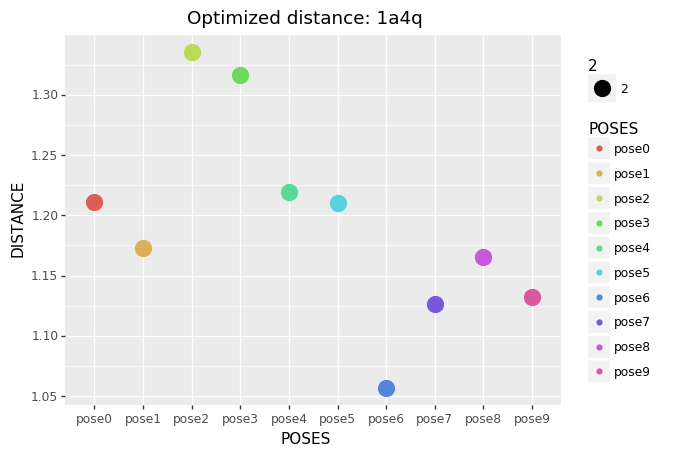 Optimized distance: 1a4q
DISTANCE
1.30
1.25
1.20
1.15
1.10
1.05
pose0 pose1 pose2 pose3 pose4 pose5 pose6 pose7 pose8 pose9
POSES
2
2
POSES
pose0
pose1
pose2
pose3
pose4
pose5
pose6
pose7
pose8
pose9